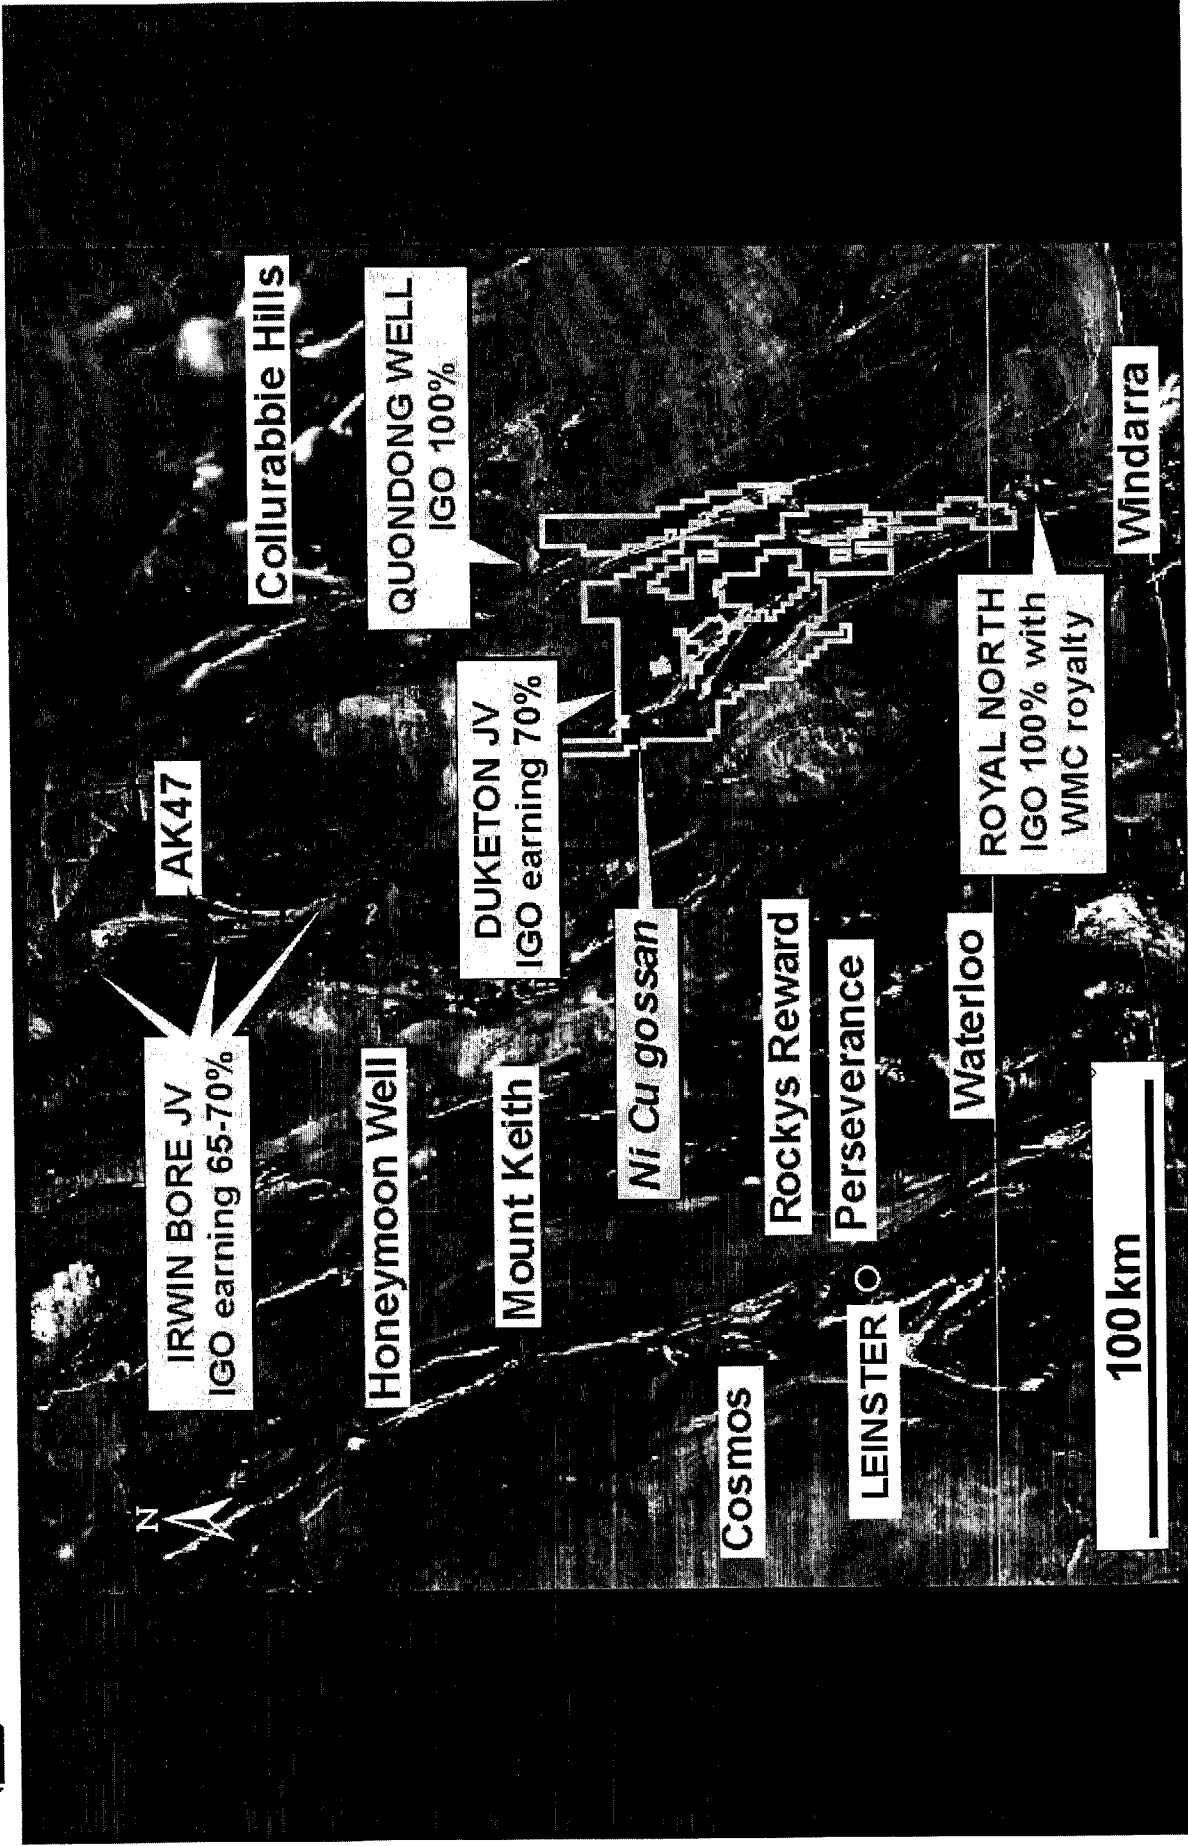 N
IRWIN BORE JV
IGO earning 65-70%
AK47
Collurabbie Hills
Honeymoon Well
QUONDONG WELL
IGO 100%
Mount Keith
DUKETON JV
IGO earning 70%
Ni Cu gossan
Cosmos
Rockys Reward
Perseverance
LEINSTER
Waterloo
ROYAL NORTH
IGO 100% with
WMC royalty
Windarra
100km